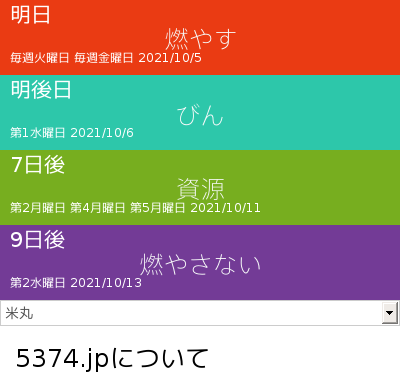 明日
燃やす
毎週火曜日 毎週金曜日 2021/10/5
明後日
びん
第1水曜日 2021/10/6
7日後
資源
第2月曜日 第4月曜日 第5月曜日 2021/10/11
9日後
燃やさない
第2水曜日 2021/10/13
米丸
5374.jpについて